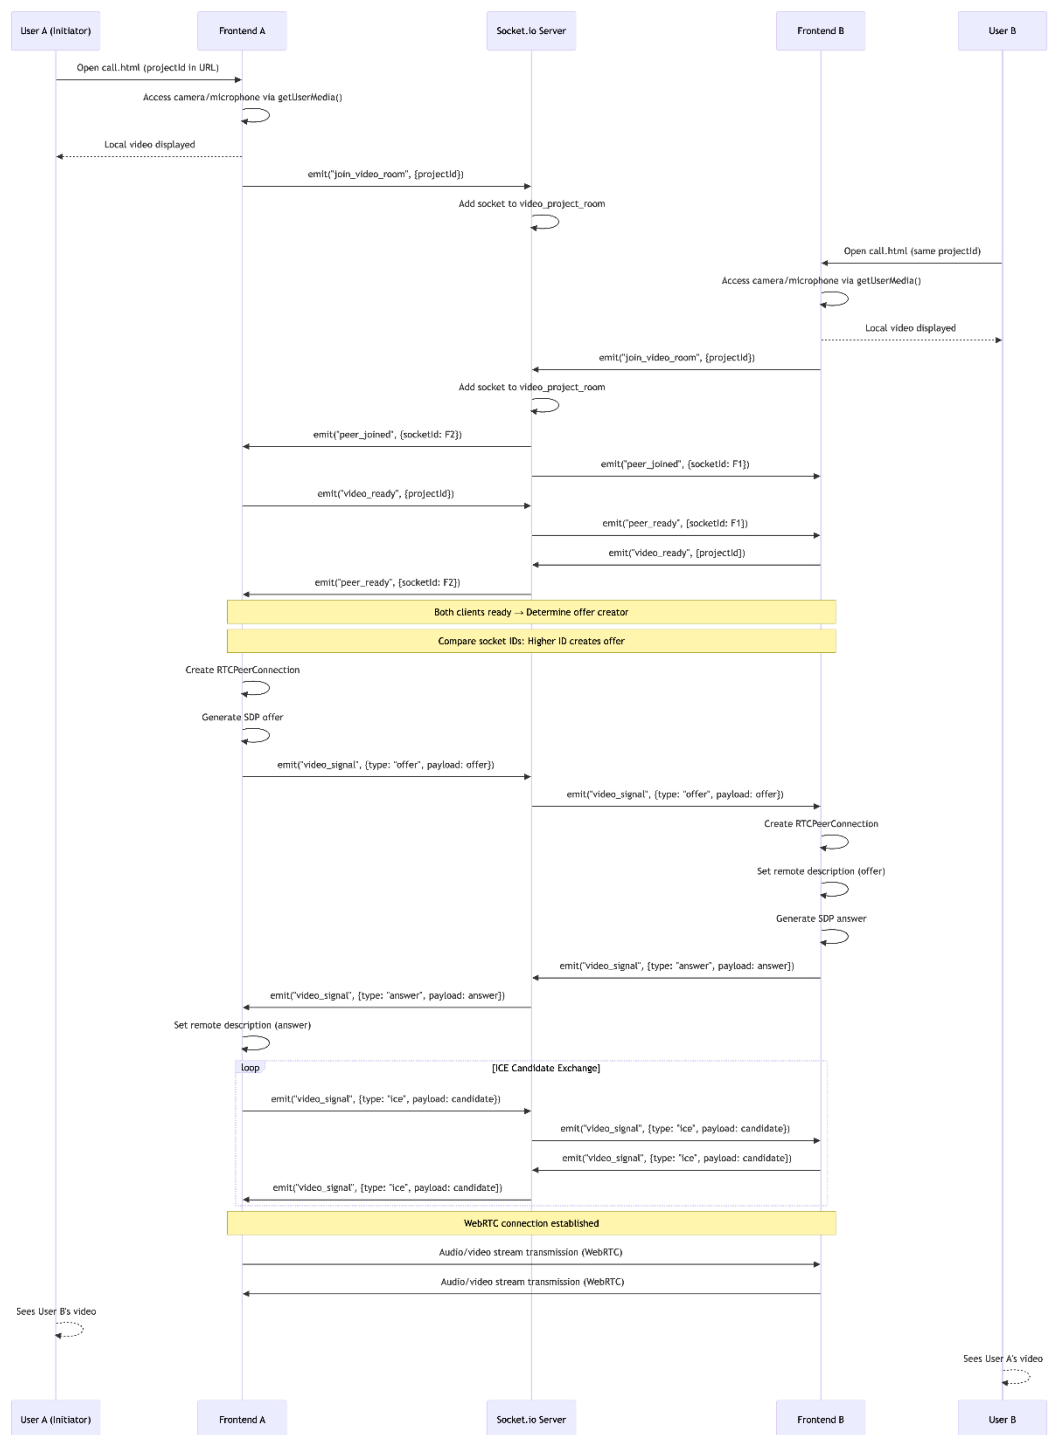 User A (Initiator)
Frontend A
Socket.io Server
Frontend B
User B
Open call.html (projectId in URL)
Access camera/microphone via getUserMedia()
Local video displayed
emit("join_video_room", {projectId})
Add socket to video_project_room
Open call.html (same projectId)
Access camera/microphone via getUserMedia()
Local video displayed
emit("join_video_room", {projectId})
Add socket to video_project_room
emit("peer_joined", {socketId: F2})
emit("peer_joined", {socketId: F1})
emit("video_ready", {projectId})
emit("peer_ready", {socketId: F1})
emit("video_ready", {projectId})
emit("peer_ready", {socketId: F2})
Both clients ready → Determine offer creator
Compare socket IDs: Higher ID creates offer
Create RTCPeerConnection
Generate SDP offer
emit("video_signal", {type: "offer", payload: offer})
emit("video_signal", {type: "offer", payload: offer})
Create RTCPeerConnection
Set remote description (offer)
Generate SDP answer
emit("video_signal", {type: "answer", payload: answer})
emit("video_signal", {type: "answer", payload: answer})
Set remote description (answer)
loop
[ICE Candidate Exchange]
emit("video_signal", {type: "ice", payload: candidate})
emit("video_signal", {type: "ice", payload: candidate})
emit("video_signal", {type: "ice", payload: candidate})
emit("video_signal", {type: "ice", payload: candidate})
WebRTC connection established
Audio/video stream transmission (WebRTC)
Audio/video stream transmission (WebRTC)
Sees User B's video
Sees User A's video
User A (Initiator)
Frontend A
Socket.io Server
Frontend B
User B